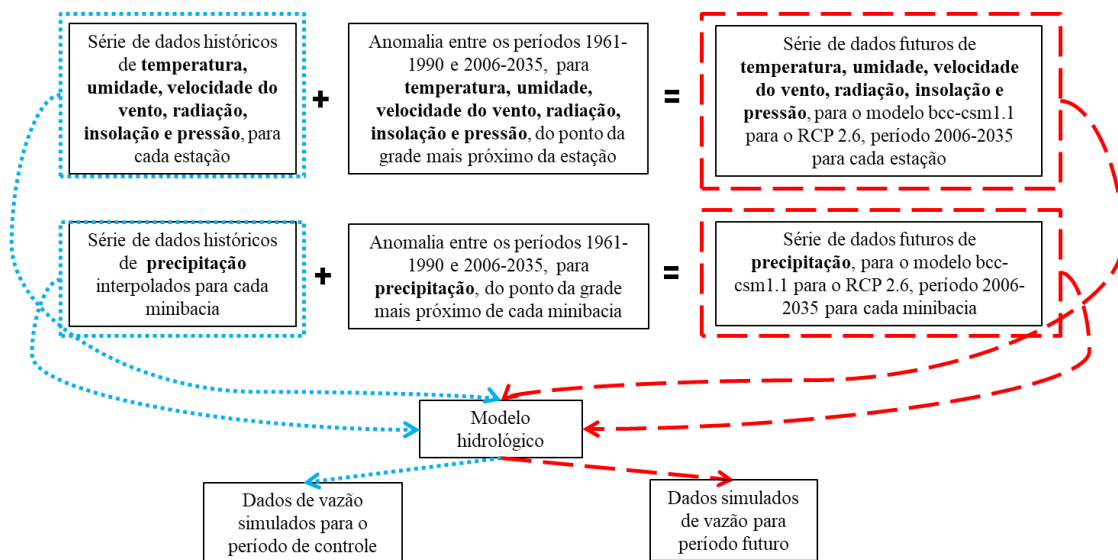 Série de dados históricos
de temperatura,
umidade, velocidade do
vento, radiação,
insolação e pressão, para
cada estação
+
Anomalia entre os períodos 1961-
1990 e 2006-2035, para
temperatura, umidade,
velocidade do vento, radiação,
insolação e pressão, do ponto da
grade mais próximo da estação
=
Série de dados futuros de
temperatura, umidade, velocidade
do vento, radiação, insolação e
pressão, para o modelo bcc-csm1.1
para o RCP 2.6, período 2006-2035
para cada estação
Série de dados históricos
de precipitação
interpolados para cada
minibacia
+
Anomalia entre os períodos 1961-
1990 e 2006-2035, para
precipitação, do ponto da grade
mais próximo de cada minibacia
=
Série de dados futuros de
precipitação, para o modelo bcc-
csm1.1 para o RCP 2.6, período 2006-
2035 para cada minibacia
Modelo
hidrológico
Dados de vazão
simulados para o
período de controle
Dados simulados
de vazão para
período futuro